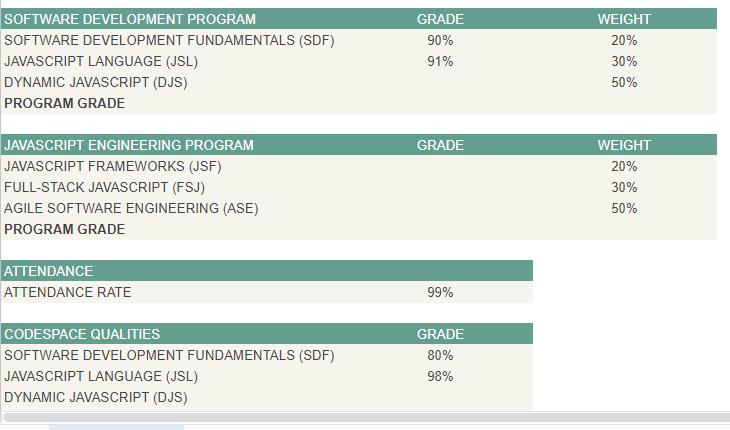 SOFTWARE DEVELOPMENT PROGRAM GRADE WEIGHT
SOFTWARE DEVELOPMENT FUNDAMENTALS (SDF) 90% 20%
JAVASCRIPT LANGUAGE (JSL) 91% 30%
DYNAMIC JAVASCRIPT (DJS) 50%
PROGRAM GRADE
JAVASCRIPT ENGINEERING PROGRAM GRADE WEIGHT
JAVASCRIPT FRAMEWORKS (JSF) 20%
FULL-STACK JAVASCRIPT (FSJ) 30%
AGILE SOFTWARE ENGINEERING (ASE) 50%
PROGRAM GRADE
ATTENDANCE
ATTENDANCE RATE 99%
CODESPACE QUALITIES GRADE
SOFTWARE DEVELOPMENT FUNDAMENTALS (SDF) 80%
JAVASCRIPT LANGUAGE (JSL) 98%
DYNAMIC JAVASCRIPT (DJS)